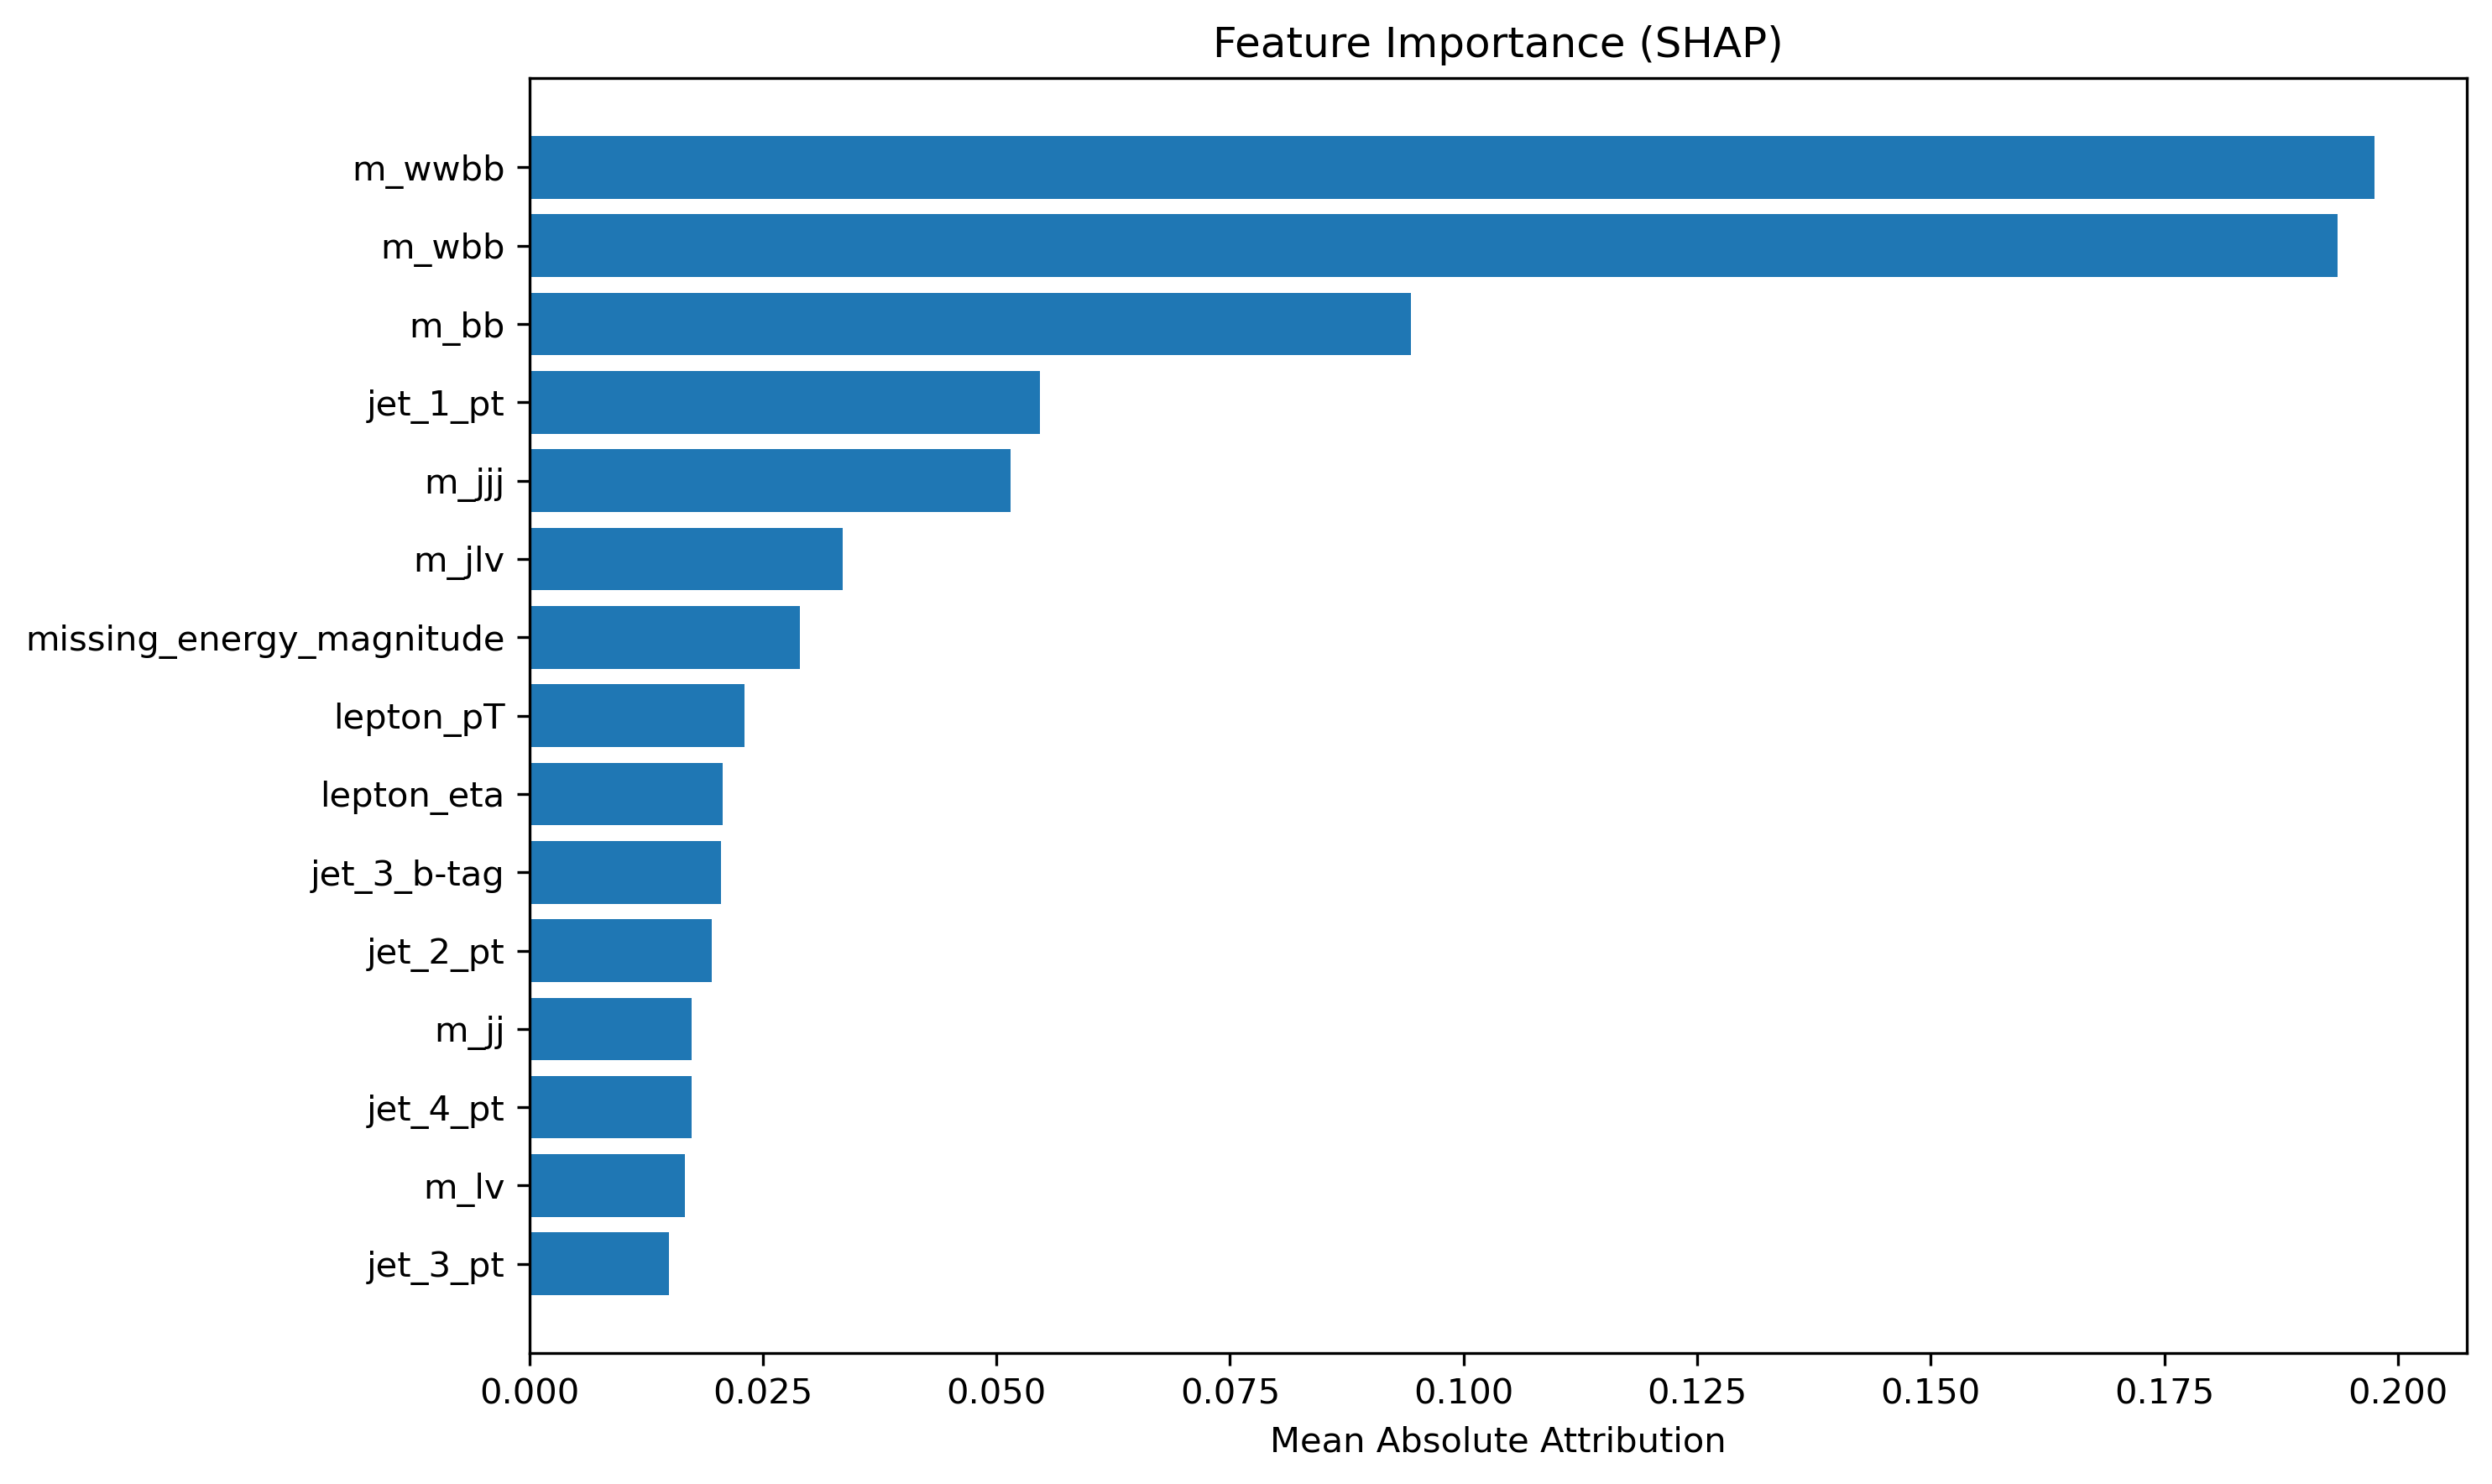 Feature Importance (SHAP)
m_wwbb
m_wbb
m_bb
jet_1_pt
m_jjj
m_jlv
missing_energy_magnitude
lepton_pT
lepton_eta
jet_3_b-tag
jet_2_pt
m_jj
jet_4_pt
m_lv
jet_3_pt
0.000 0.025 0.050 0.075 0.100 0.125 0.150 0.175 0.200
Mean Absolute Attribution